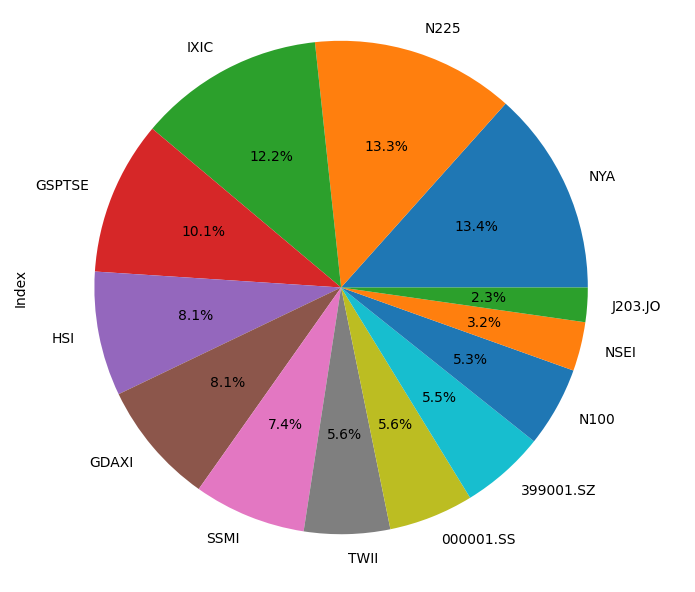 N225
IXIC
13.3%
12.2%
NYA
GSPTSE
13.4%
10.1%
Index
2.3%
J203.JO
8.1%
3.2%
HSI
NSEI
5.3%
8.1%
5.5%
N100
7.4%
5.6%
5.6%
GDAXI
399001.SZ
SSMI
000001.SS
TWII